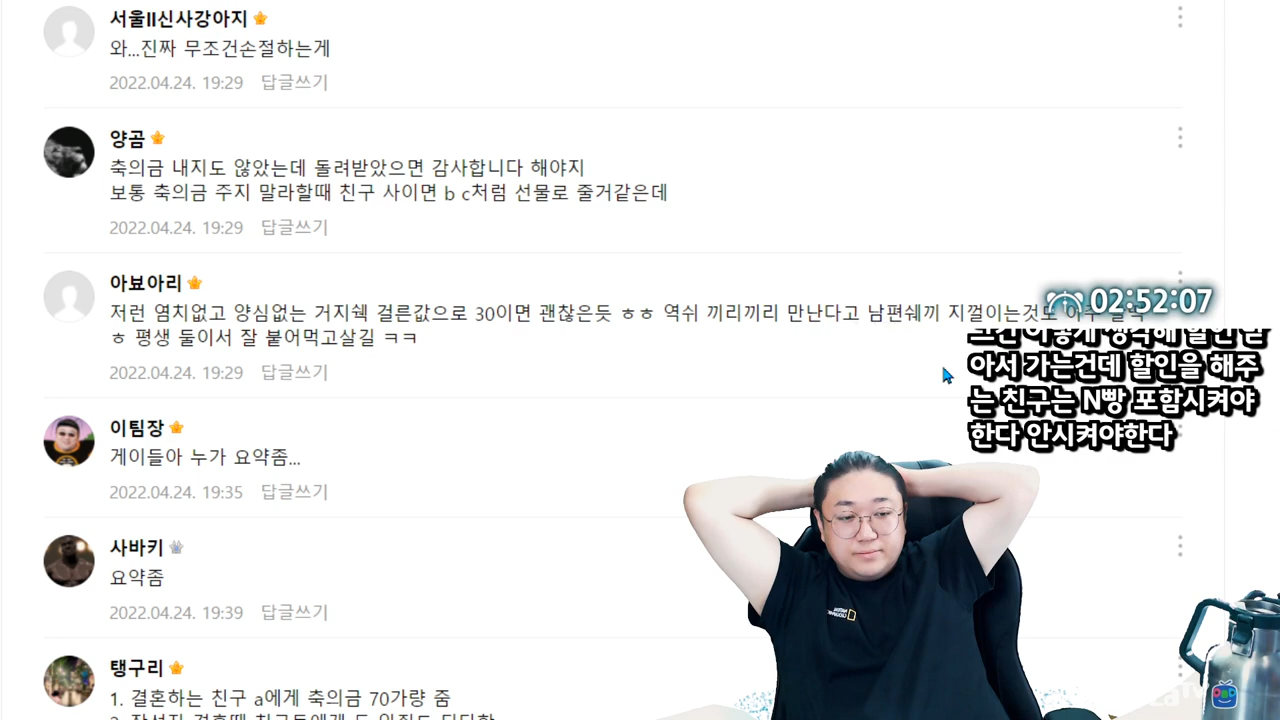 서울II신사강아지
와...진짜 무조건손절하는게
2022.04.24. 19:29 답글쓰기
양곰
축의금 내지도 않았는데 돌려받았으면 감사합니다 해야지
보통 축의금 주지 말라할때 친구 사이면 b c처럼 선물로 줄거같은데
2022.04.24. 19:29 답글쓰기
아뵤아리
저런 염치없고 양심없는 거지쉑 걸른값으로 30이면 괜찮은듯 ㅎㅎ 역쉬 끼리끼리 만난다고 남편쉐끼 지껄이는것도 아주
ㅎ 평생 둘이서 잘 붙어먹고살길 ㅋㅋ
2022.04.24. 19:29 답글쓰기
02:52:07
어떻게 생각해 할인 받
아서 가는건데 할인을 해주
는 친구는 N빵 포함시켜야
한다 안시켜야한다
이팀장
게이들아 누가 요약좀...
2022.04.24. 19:35 답글쓰기
사바키
요약좀
2022.04.24. 19:39 답글쓰기
탱구리
1. 결혼하는 친구 a에게 축의금 70가량 줌